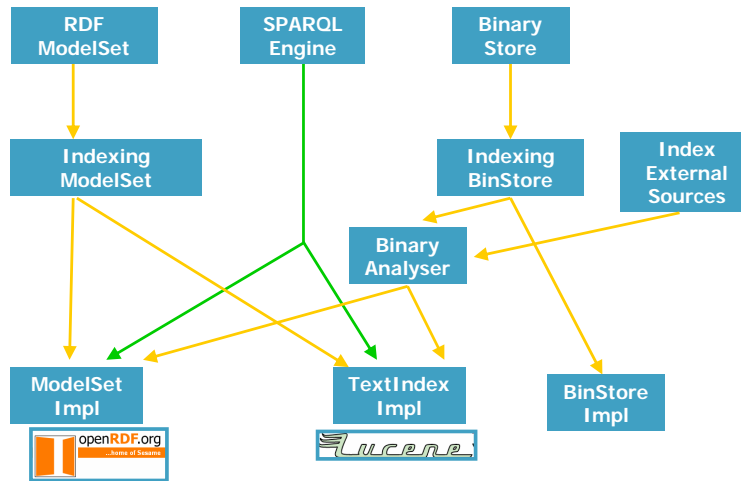 RDF
ModelSet
SPARQL
Engine
Binary
Store
Indexing
ModelSet
Indexing
BinStore
Index
External
Sources
Binary
Analyser
ModelSet
Impl
TextIndex
Impl
BinStore
Impl
openRDF.org
...home of Sesame
Lucene